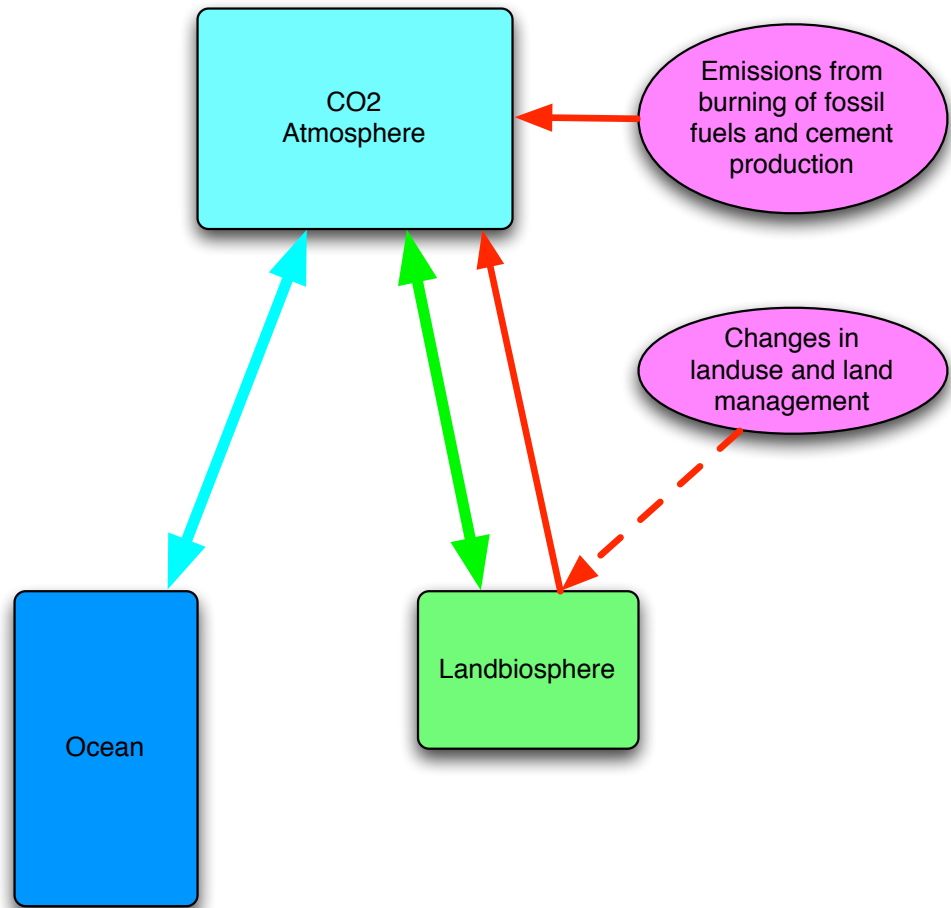 CO2
Atmosphere
Emissions from
burning of fossil
fuels and cement
production
Changes in
landuse and land
management
Landbiosphere
Ocean